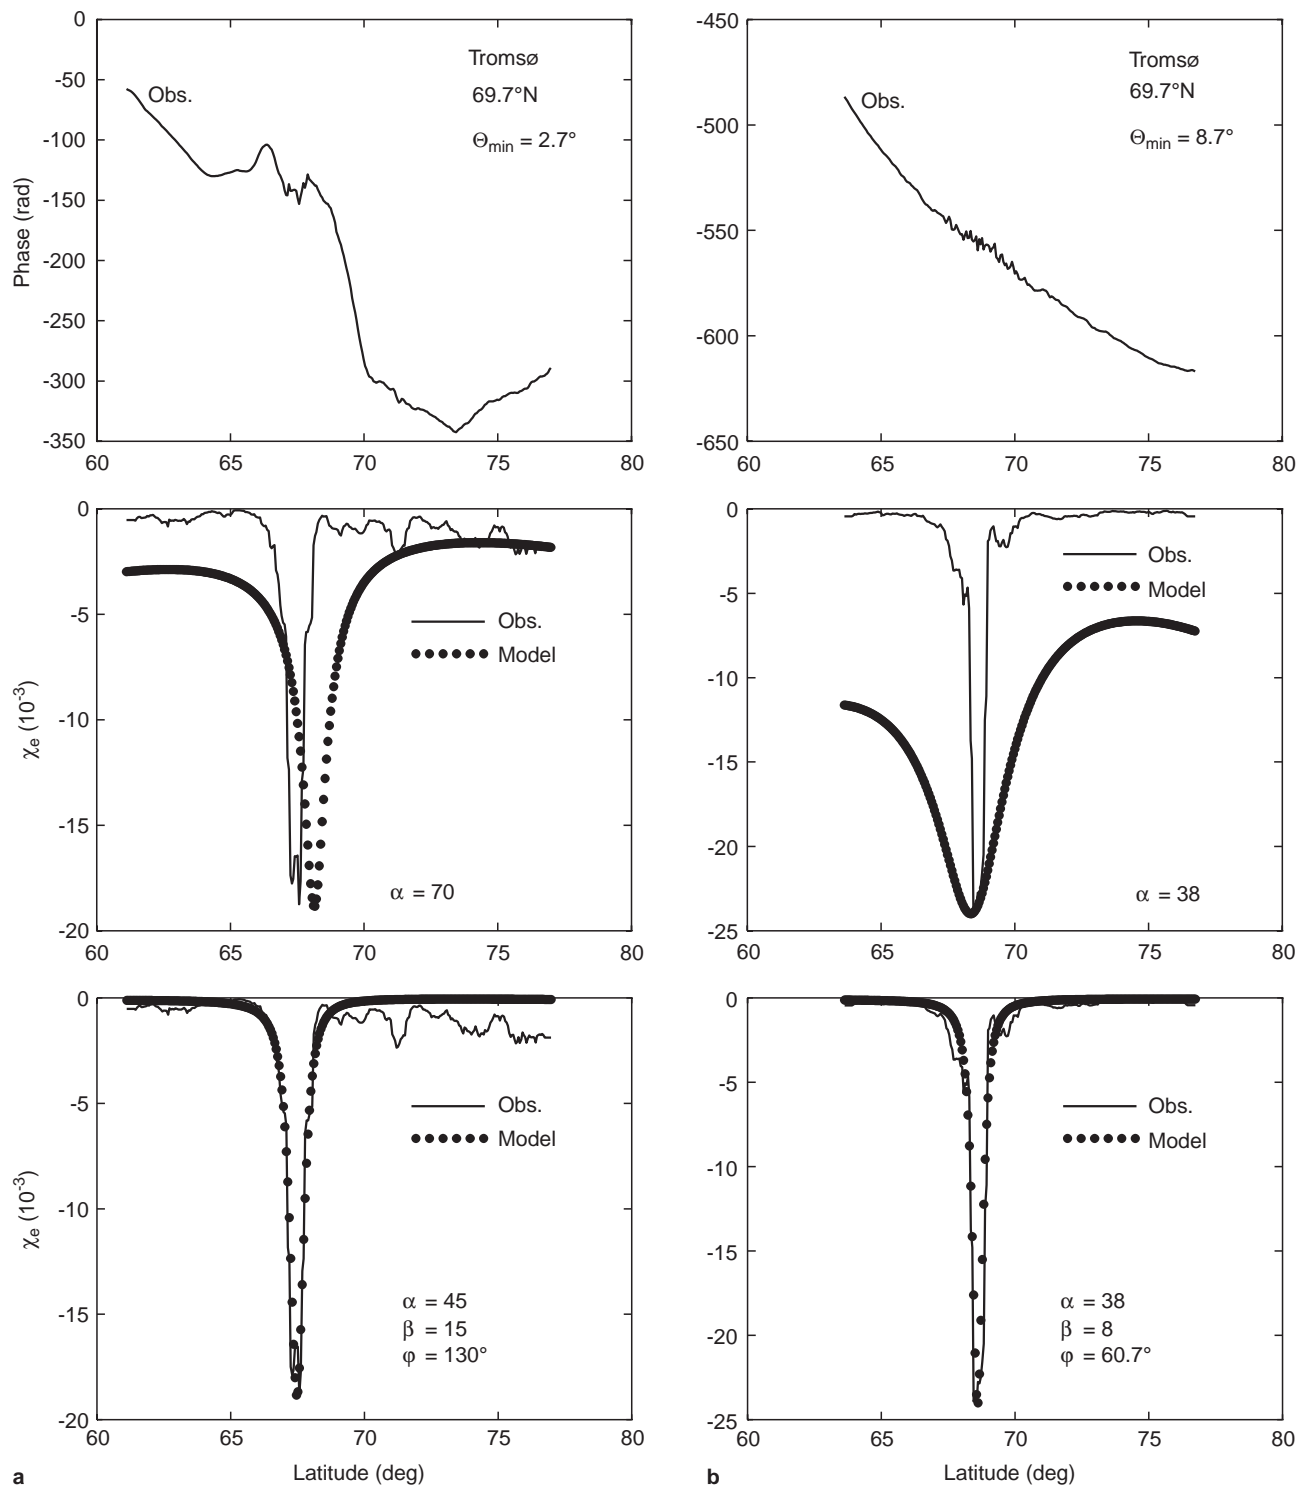 0
-50
-100
-150
-200
-250
-300
-350
Phase (rad)
Obs.
Tromsø
69.7°N
Θmin = 2.7°
60
65
70
75
80
-450
-500
-550
-600
-650
Obs.
Tromsø
69.7°N
Θmin = 8.7°
60
65
70
75
80
0
-5
-10
-15
-20
χe (10-3)
Obs.
Model
α = 70
60
65
70
75
80
0
-5
-10
-15
-20
-25
Obs.
Model
α = 38
60
65
70
75
80
0
-5
-10
-15
-20
χe (10-3)
Obs.
Model
α = 45
β = 15
φ = 130°
60
65
70
75
80
a
Latitude (deg)
0
-5
-10
-15
-20
-25
Obs.
Model
α = 38
β = 8
φ = 60.7°
60
65
70
75
80
b
Latitude (deg)